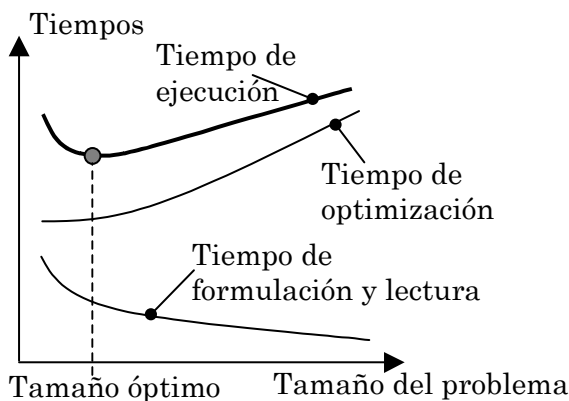 Tiempos
Tiempo de
ejecución
Tiempo de
optimización
Tiempo de
formulación y lectura
Tamaño óptimo
Tamaño del problema